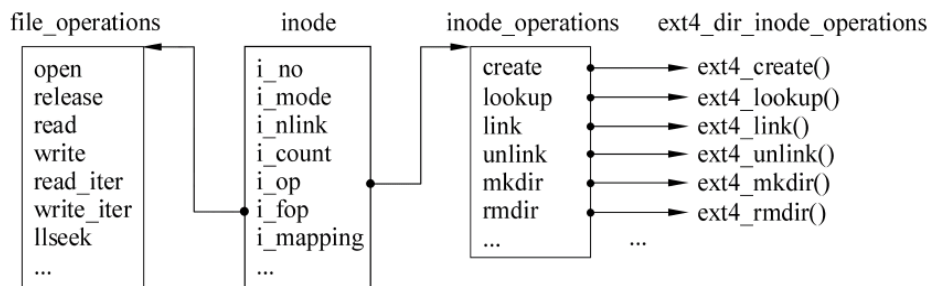 file_operations
open
release
read
write
read_iter
write_iter
llseek
...
inode
i_no
i_mode
i_nlink
i_count
i_op
i_fop
i_mapping
...
inode_operations
create
lookup
link
unlink
mkdir
rmdir
...
ext4_dir_inode_operations
ext4_create()
ext4_lookup()
ext4_link()
ext4_unlink()
ext4_mkdir()
ext4_rmdir()
...